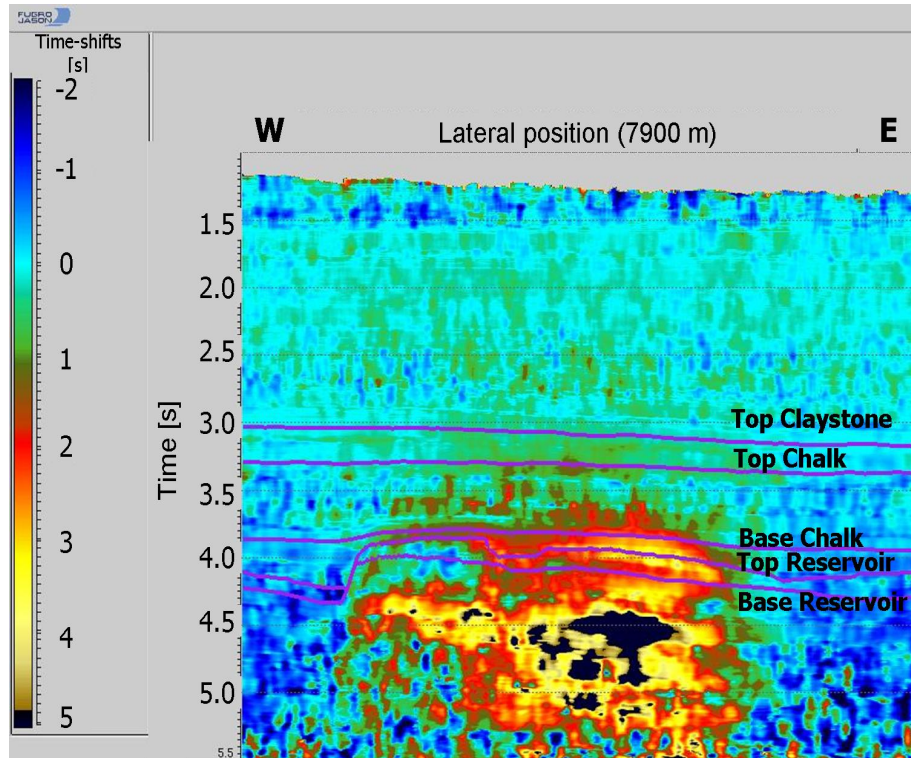 FUGRO
JASON
Time-shifts
[s]
-2
-1
0
1
2
3
4
5
W
Lateral position (7900 m)
E
Time [s]
1.5
2.0
2.5
3.0
3.5
4.0
4.5
5.0
5.5
Top Claystone
Top Chalk
Base Chalk
Top Reservoir
Base Reservoir